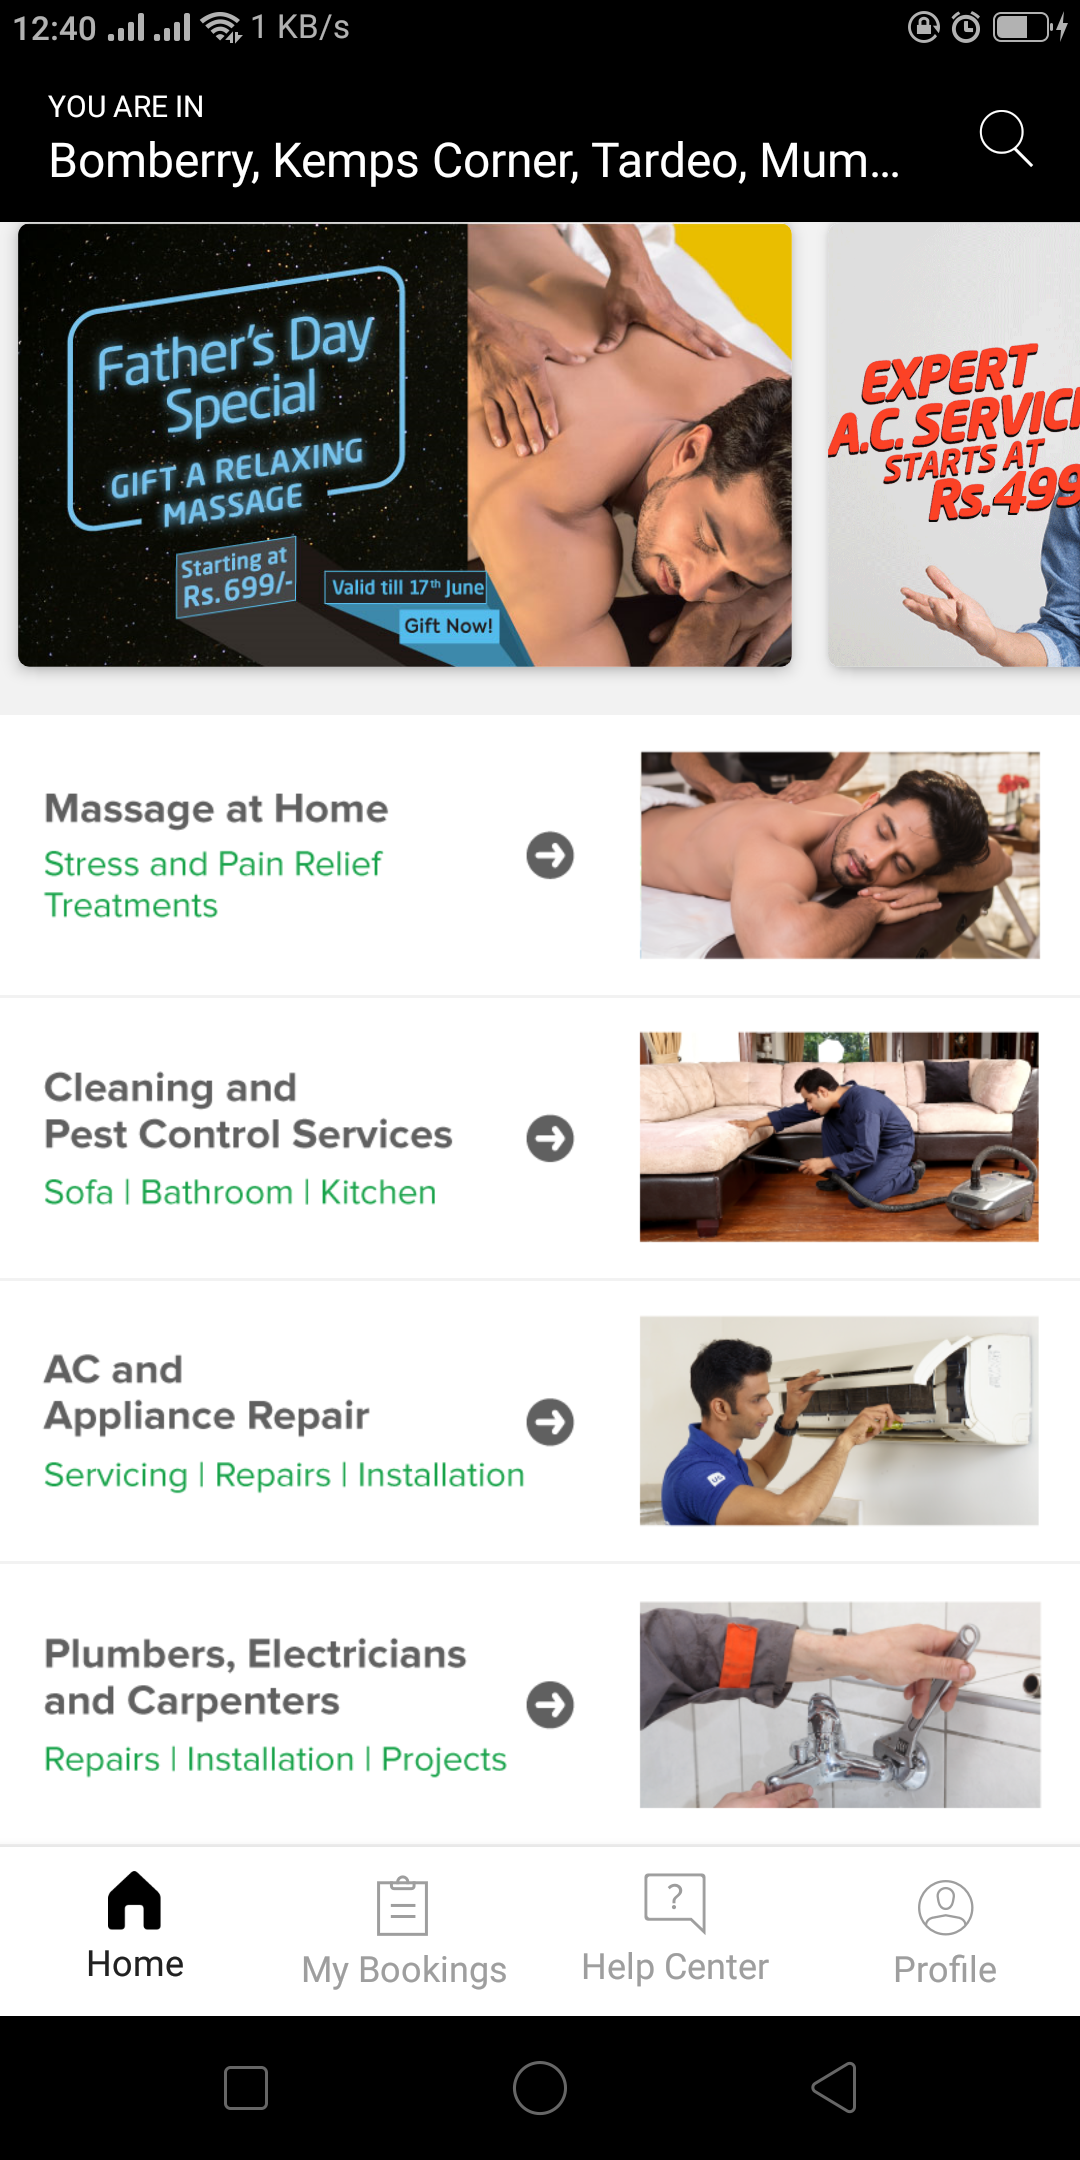 12:40
1 KB/s
YOU ARE IN
Bomberry, Kemps Corner, Tardeo, Mum...
Father's Day
Special
GIFT A RELAXING
MASSAGE
Starting at
Rs.699/-
Valid till 17th June
Gift Now!
EXPERT
A.C. SERVIC
STARTS AT
Rs.499
Massage at Home
Stress and Pain Relief
Treatments
Cleaning and
Pest Control Services
Sofa | Bathroom | Kitchen
AC and
Appliance Repair
Servicing | Repairs | Installation
Plumbers, Electricians
and Carpenters
Repairs | Installation | Projects
Home
My Bookings
Help Center
Profile